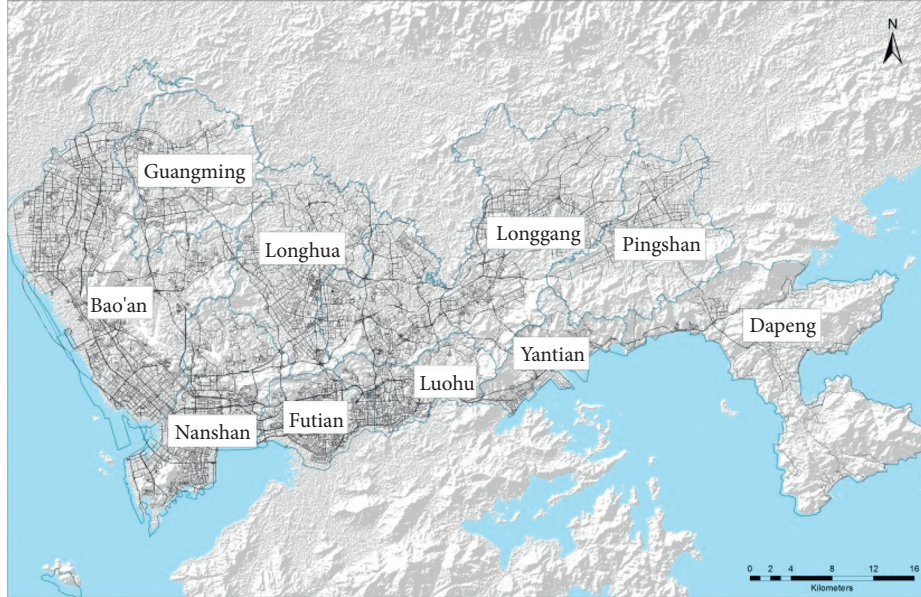 N
Guangming
Longhua
Longgang
Pingshan
Bao'an
Dapeng
Yantian
Luohu
Futian
Nanshan
0 2 4 8 12 16
Kilometers